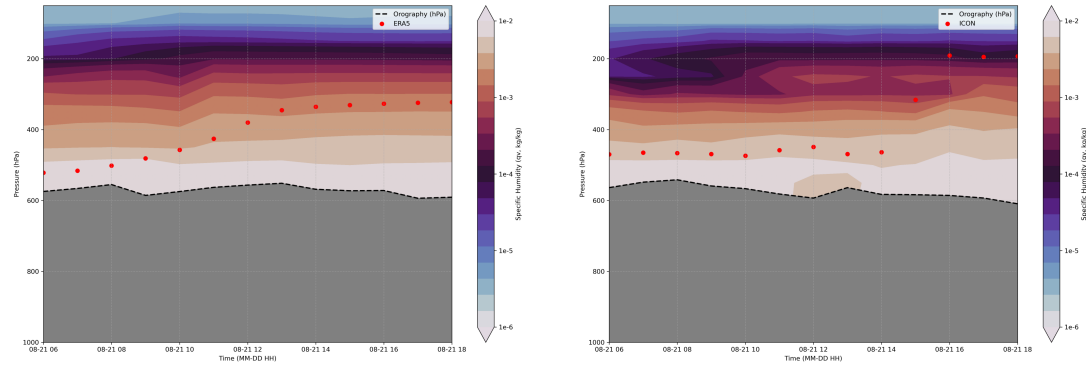 Orography (hPa)
ERA5
200
400
600
800
1000
Pressure (hPa)
08-21 06
08-21 08
08-21 10
08-21 12
08-21 14
08-21 16
08-21 18
Time (MM-DD HH)
1e-2
1e-3
1e-4
1e-5
1e-6
Specific Humidity (qv, kg/kg)
Orography (hPa)
ICON
200
400
600
800
1000
Pressure (hPa)
08-21 06
08-21 08
08-21 10
08-21 12
08-21 14
08-21 16
08-21 18
Time (MM-DD HH)
1e-2
1e-3
1e-4
1e-5
1e-6
Specific Humidity (qv, kg/kg)